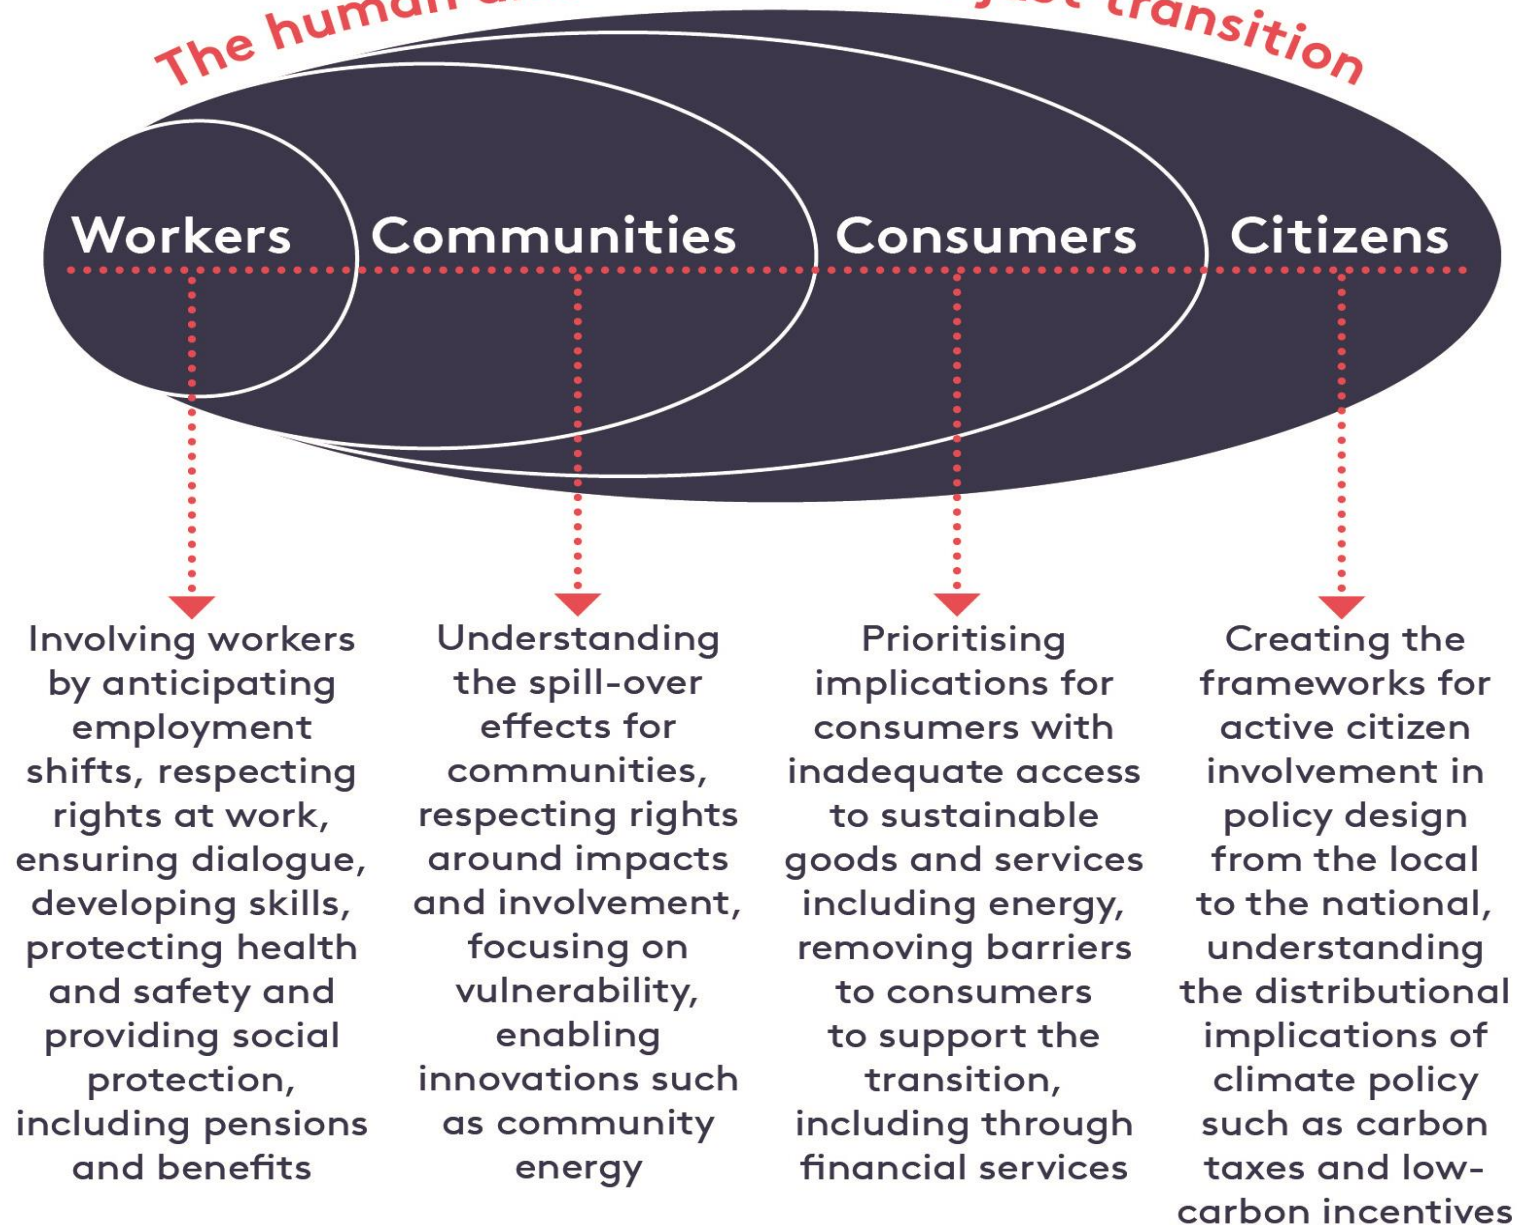 The human transition
Workers
Communities
Consumers
Citizens
Involving workers
by anticipating
employment
shifts, respecting
rights at work,
ensuring dialogue,
developing skills,
protecting health
and safety and
providing social
protection,
including pensions
and benefits
Understanding
the spill-over
effects for
communities,
respecting rights
around impacts
and involvement,
focusing on
vulnerability,
enabling
innovations such
as community
energy
Prioritising
implications for
consumers with
inadequate access
to sustainable
goods and services
including energy,
removing barriers
to consumers
to support the
transition,
including through
financial services
Creating the
frameworks for
active citizen
involvement in
policy design
from the local
to the national,
understanding
the distributional
implications of
climate policy
such as carbon
taxes and low-
carbon incentives